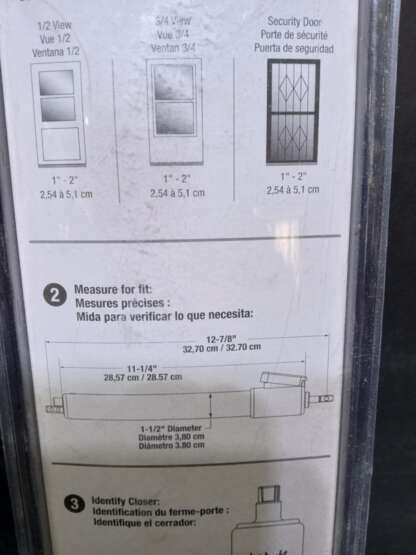 1/2 View
Vue 1/2
Ventana 1/2
1" - 2"
2,54 à 5,1 cm
3/4 View
Vue 3/4
Ventan 3/4
1" - 2"
2,54 à 5,1 cm
Security Door
Porte de sécurité
Puerta de seguridad
1" - 2"
2,54 à 5,1 cm
2
Measure for fit:
Mesures précises :
Mida para verificar lo que necesita:
12-7/8"
32,70 cm / 32.70 cm
11-1/4"
28,57 cm / 28.57 cm
1-1/2" Diameter
Diamètre 3,80 cm
Diámetro 3.80 cm
3
Identify Closer:
Identification du ferme-porte :
Identifique el cerrador: